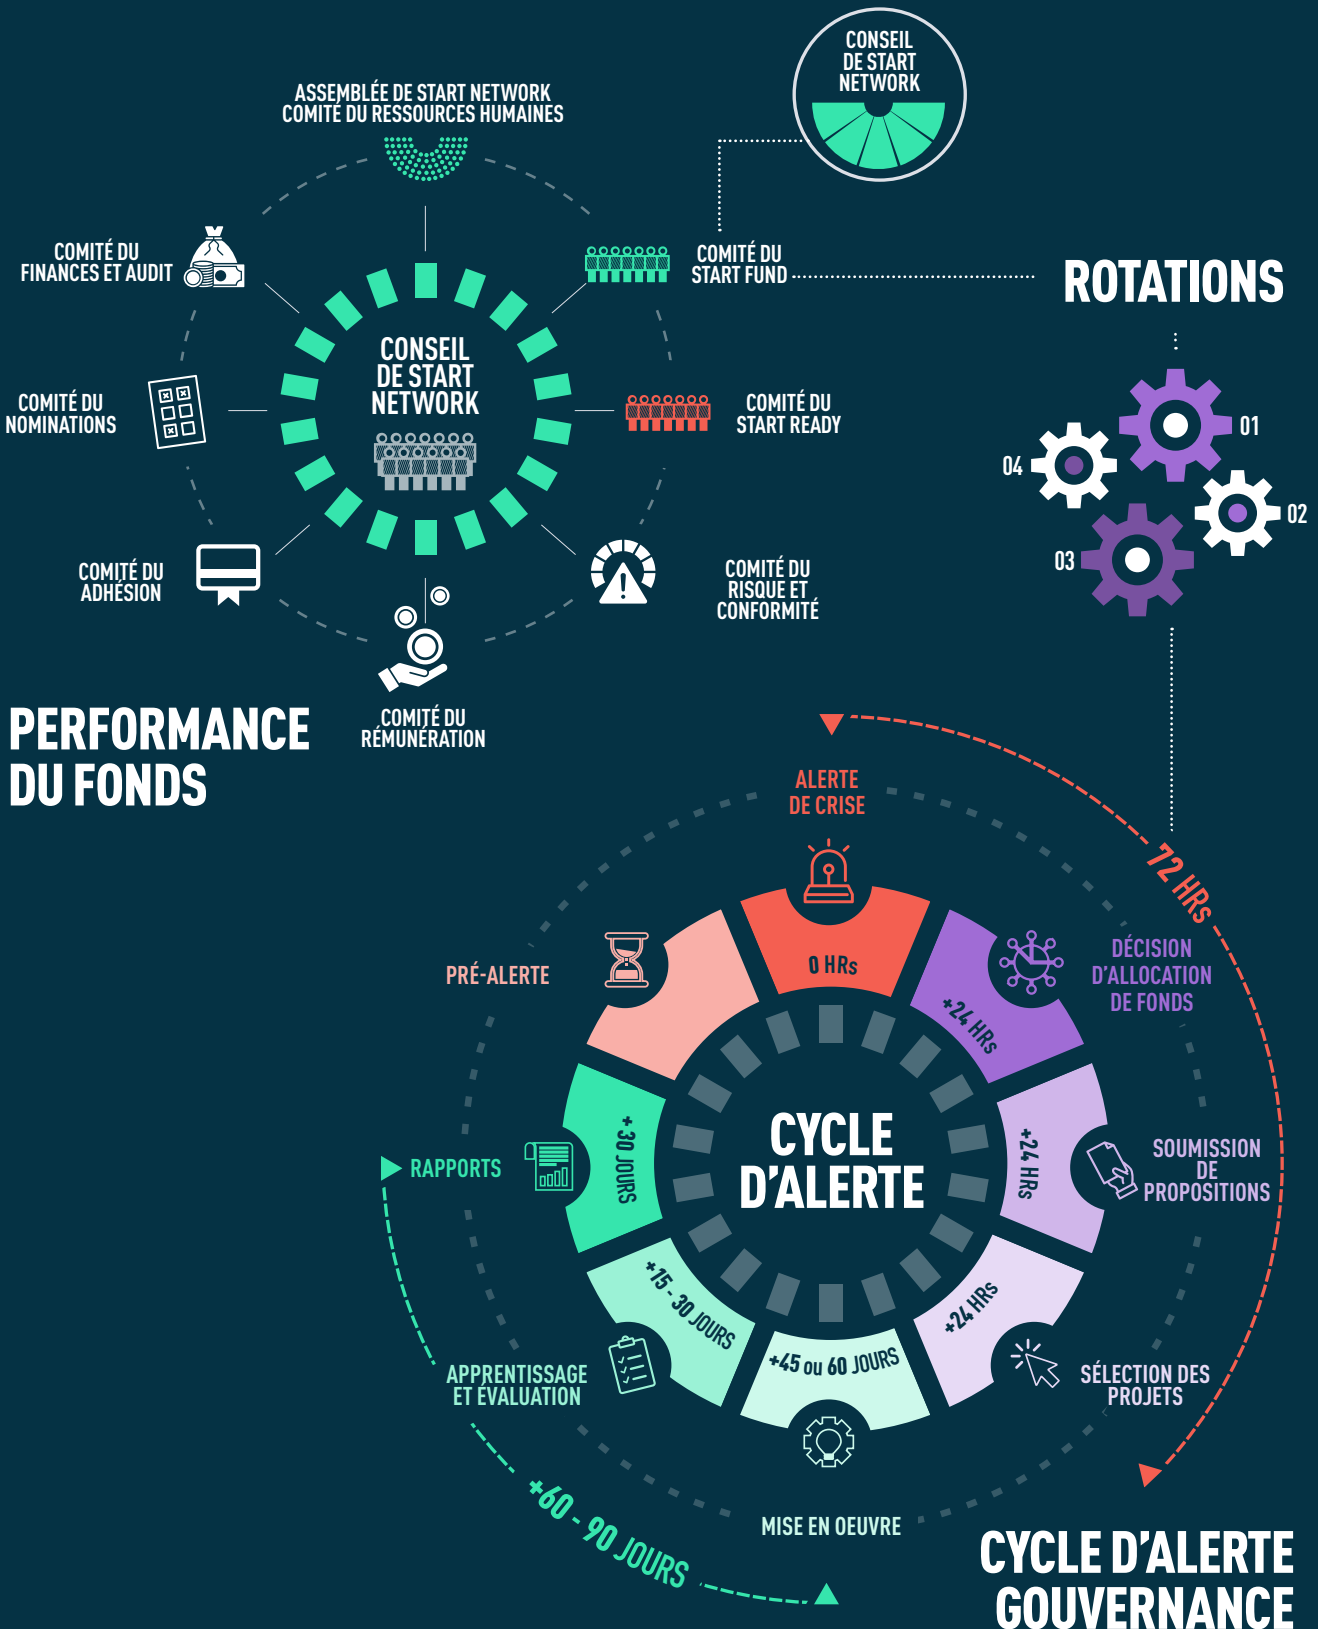 CONSEIL
DE START
NETWORK
ASSEMBLÉE DE START NETWORK
COMITÉ DU RESSOURCES HUMAINES
COMITÉ DU
FINANCES ET AUDIT
COMITÉ DU
START FUND
ROTATIONS
CONSEIL
DE START
NETWORK
COMITÉ DU
NOMINATIONS
COMITÉ DU
START READY
01
04
02
03
COMITÉ DU
ADHÉSION
COMITÉ DU
RISQUE ET
CONFORMITÉ
COMITÉ DU
RÉMUNÉRATION
PERFORMANCE
DU FONDS
ALERTE
DE CRISE
72 HRs
0 HRs
DÉCISION
D'ALLOCATION
DE FONDS
+24 HRs
PRÉ-ALERTE
CYCLE
D'ALERTE
SOUMISSION
DE
PROPOSITIONS
+24 HRs
RAPPORTS
+ 30 JOURS
+24 HRs
SÉLECTION DES
PROJETS
+15 - 30 JOURS
APPRENTISSAGE
ET ÉVALUATION
+45 ou 60 JOURS
MISE EN OEUVRE
+60 - 90 JOURS
CYCLE D'ALERTE
GOUVERNANCE